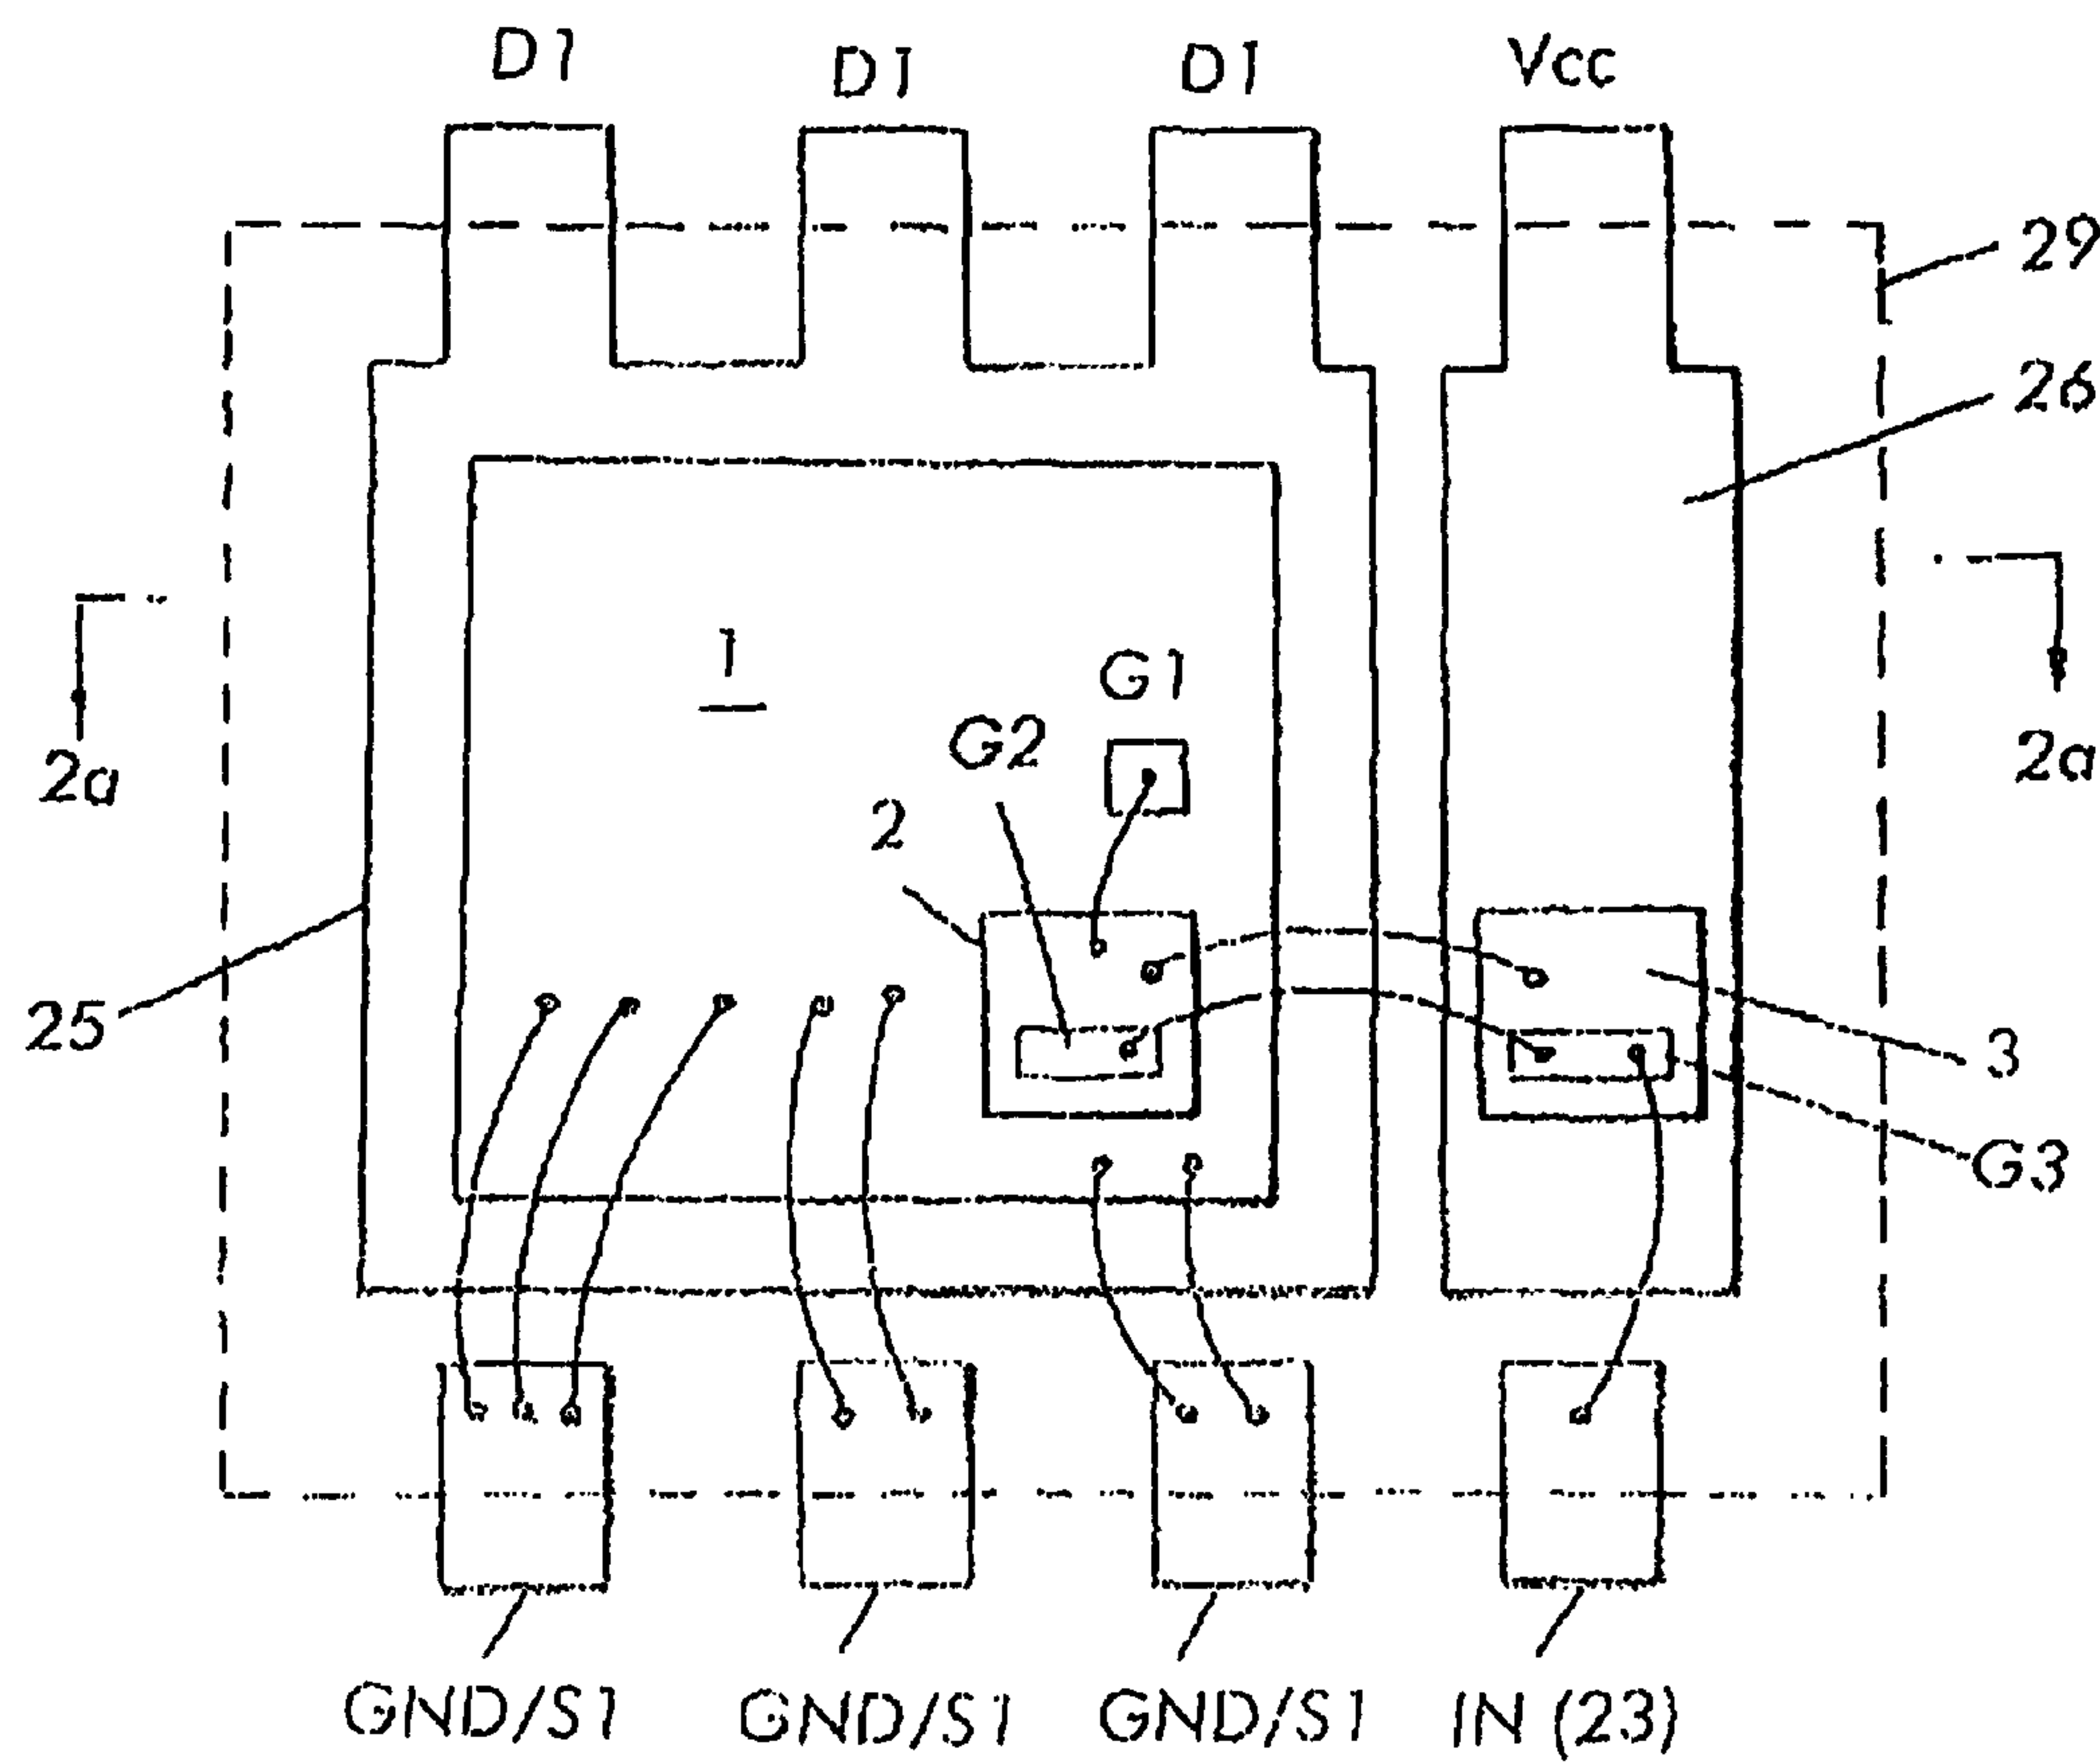 D1 D1 D1 Vcc
29
26
1
G1
G2
2a
2a
2
25
3
G3
GND/S1 GND/S1 GND/S1 IN (23)